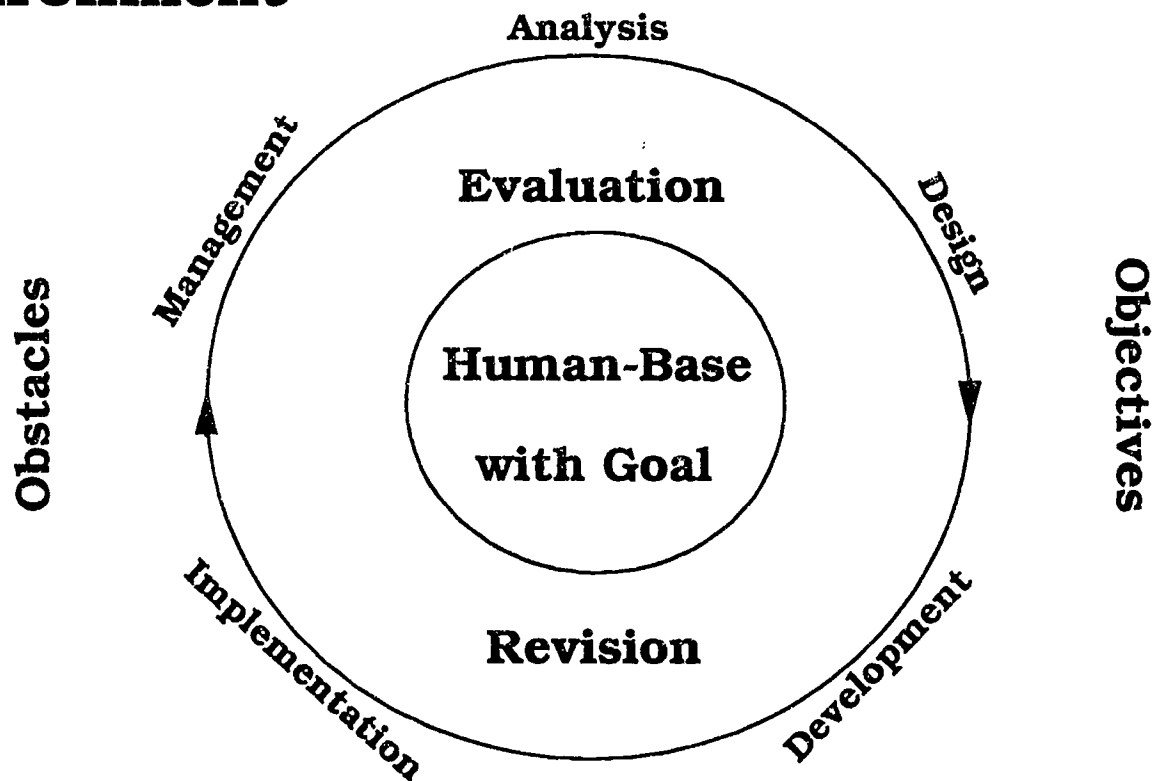 Analysis
Management
Evaluation
Design
Obstacles
Human-Base
with Goal
Objectives
Implementation
Revision
Development